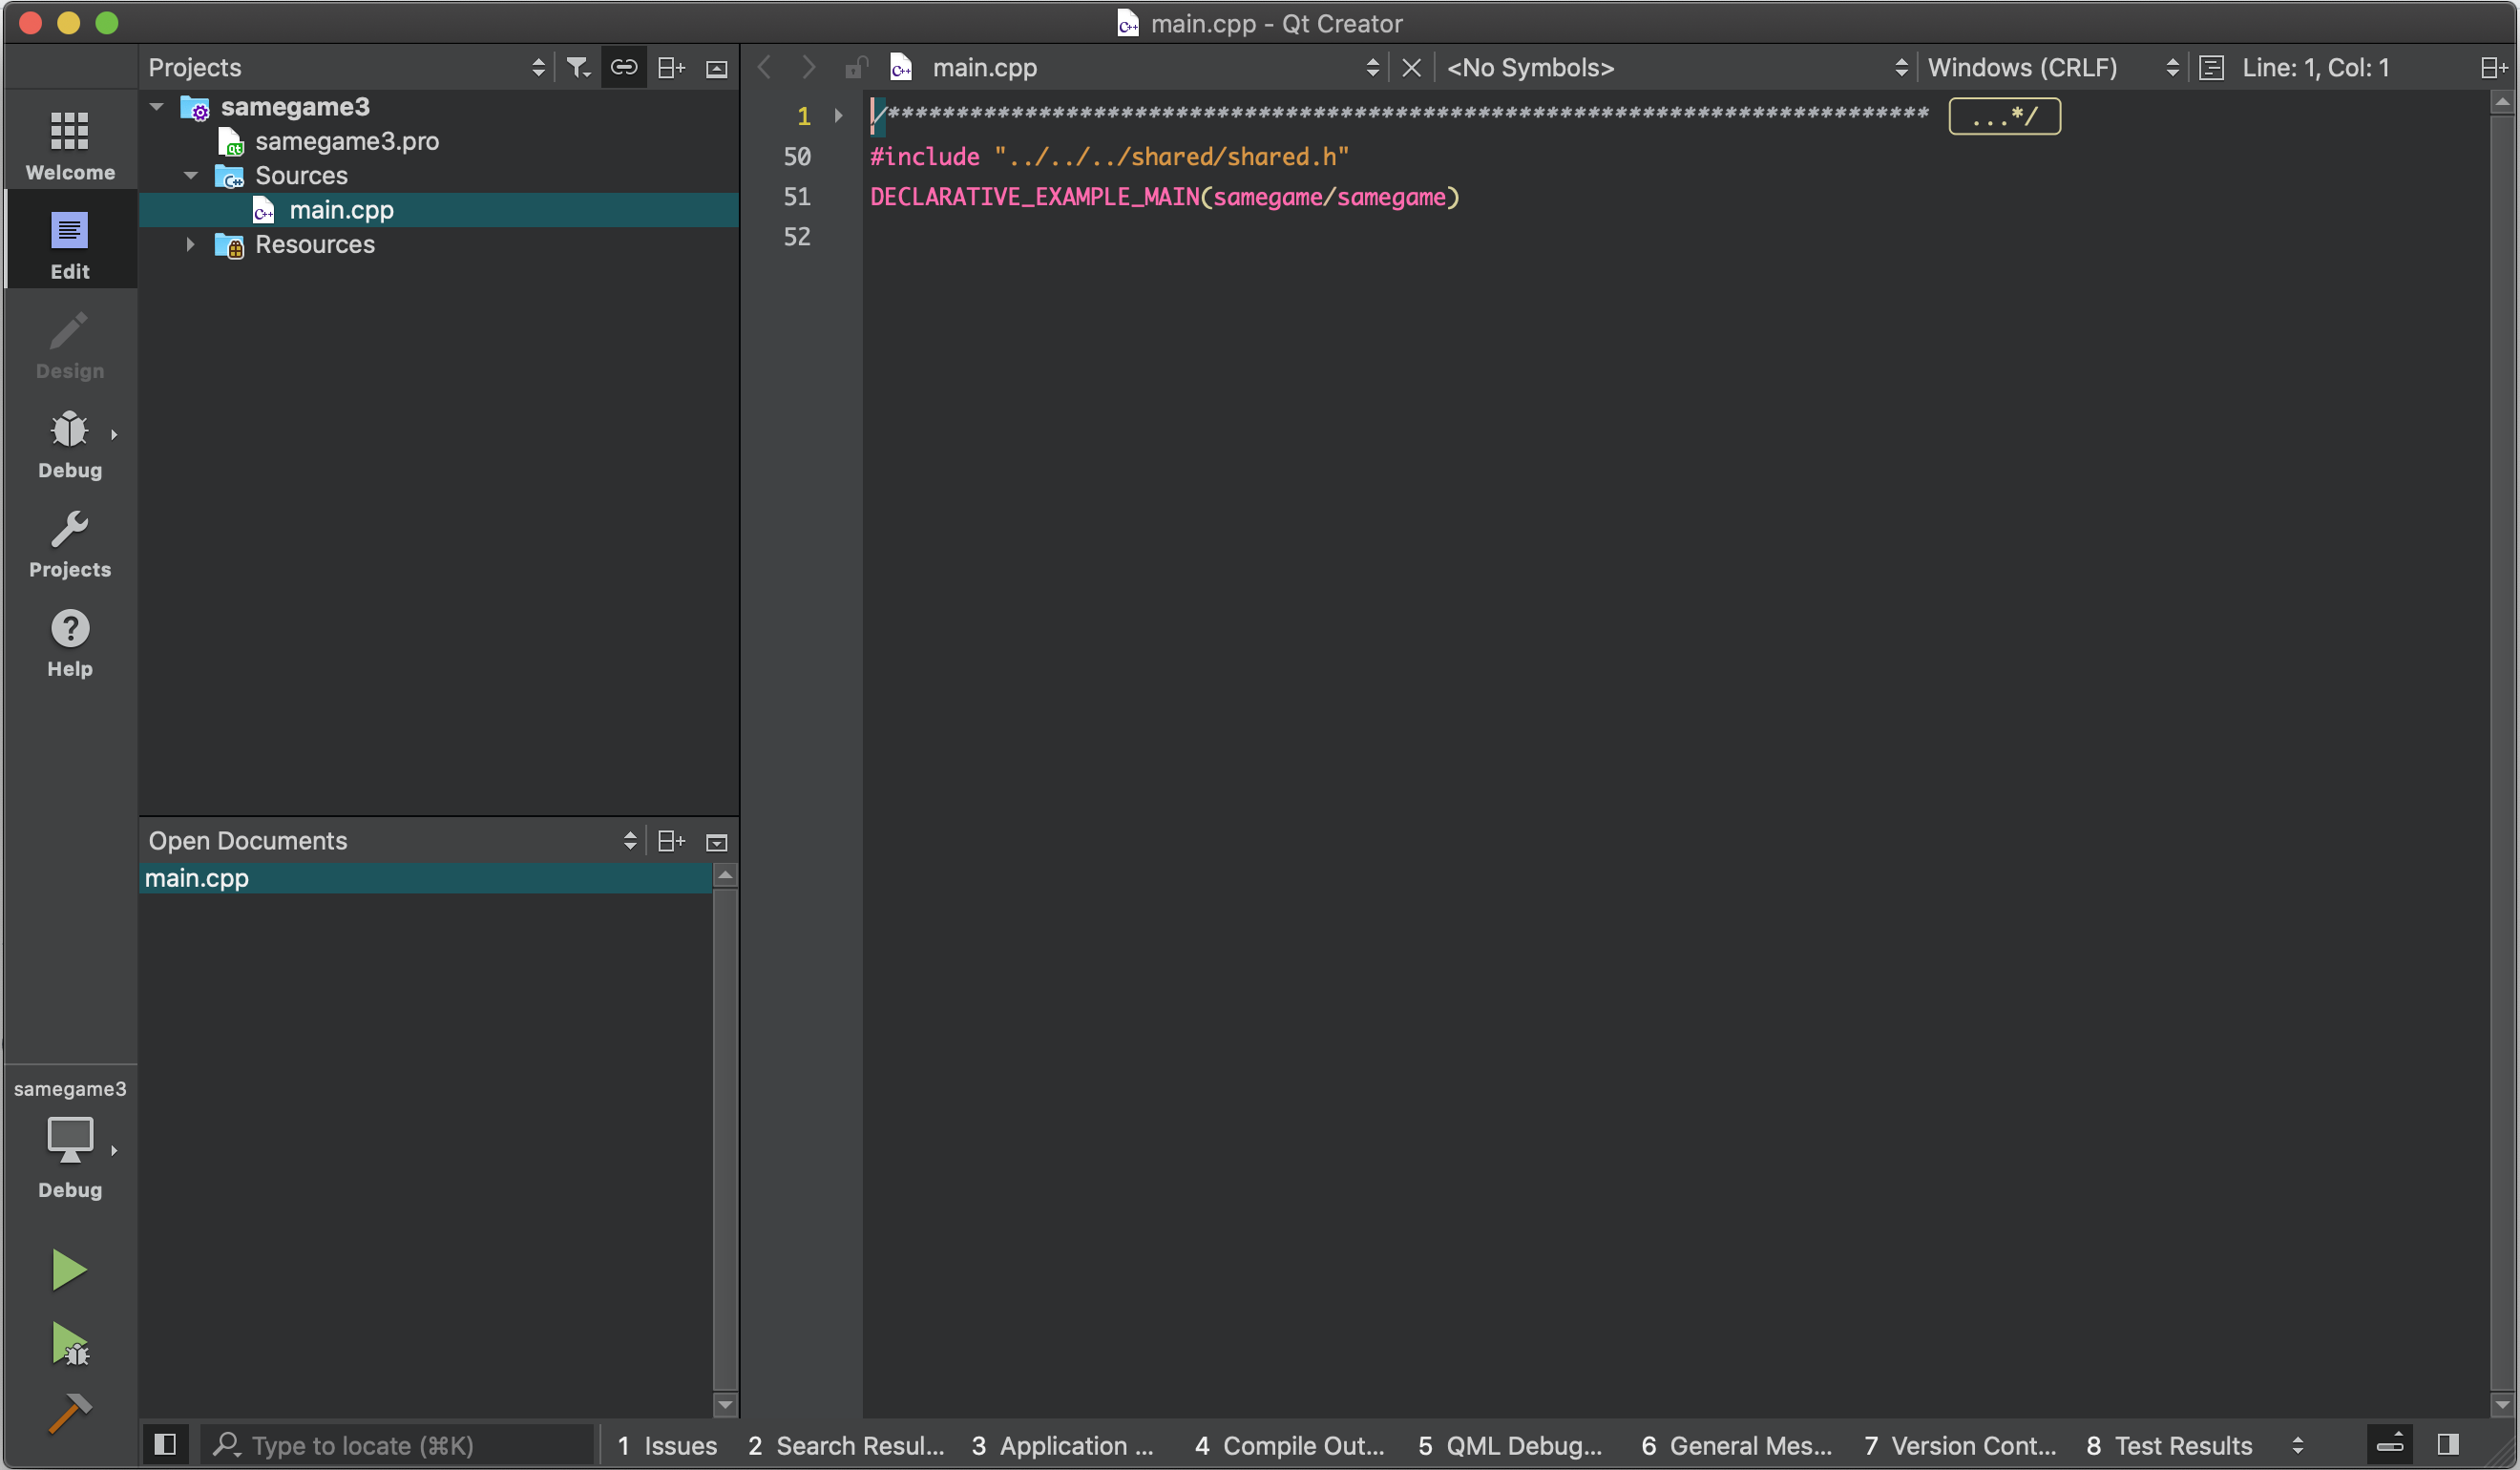 main.cpp - Qt Creator
Projects
main.cpp
<No Symbols>
Windows (CRLF)
Line: 1, Col: 1
Welcome
Edit
Design
Debug
Projects
Help
samegame3
samegame3.pro
Sources
main.cpp
Resources
1 /**************************************************************************** ...*/
50 #include "../../../shared/shared.h"
51 DECLARATIVE_EXAMPLE_MAIN(samegame/samegame)
52
Open Documents
main.cpp
samegame3
Debug
Type to locate (⌘K)
1 Issues
2 Search Resul...
3 Application ...
4 Compile Out...
5 QML Debug...
6 General Mes...
7 Version Cont...
8 Test Results